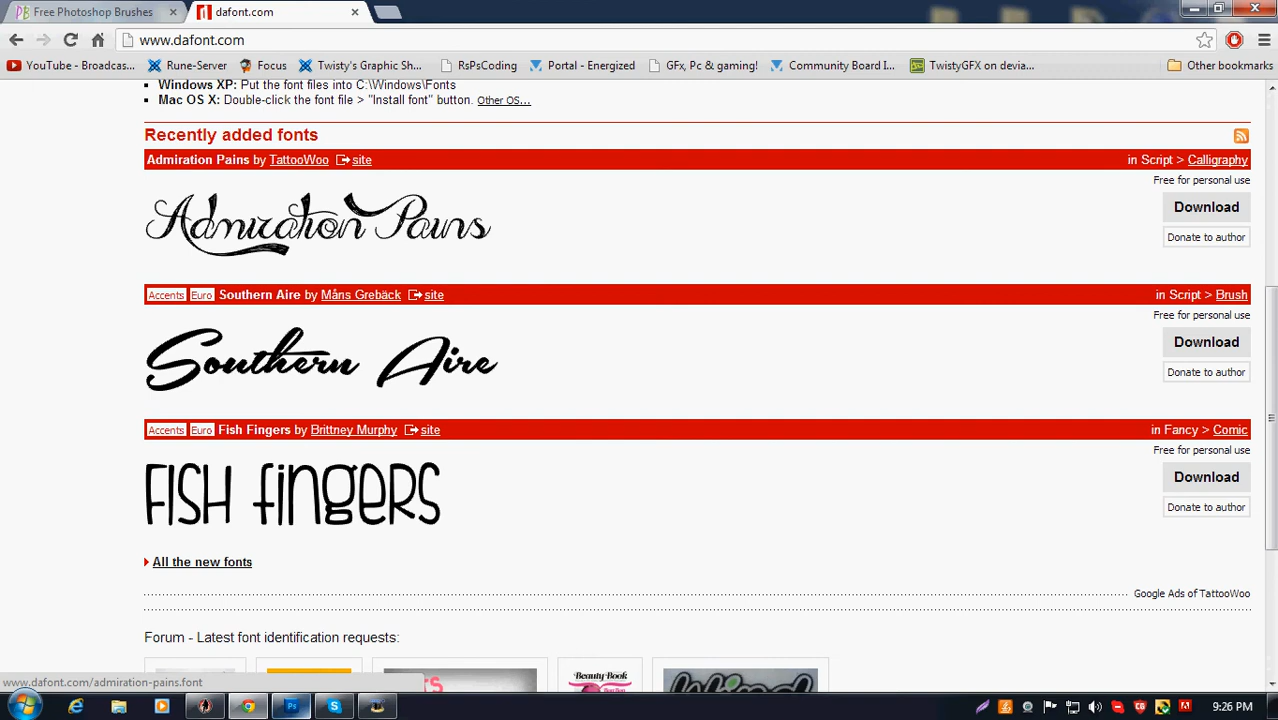 Free Photoshop Brushes
dafont.com
www.dafont.com
YouTube - Broadcas...
Rune-Server
Focus
Twisty's Graphic Sh...
RsPsCoding
Portal - Energized
GFx, Pc & gaming!
Community Board I...
TwistyGFX on devia...
Other bookmarks
Windows XP: Put the font files into C:\Windows\Fonts
Mac OS X: Double-click the font file > "Install font" button. Other OS...
Recently added fonts
Admiration Pains by TattooWoo site in Script > Calligraphy
Free for personal use
Admiration Pains
Download
Donate to author
Accents Euro Southern Aire by Måns Grebäck site in Script > Brush
Free for personal use
Southern Aire
Download
Donate to author
Accents Euro Fish Fingers by Brittney Murphy site in Fancy > Comic
Free for personal use
Fish Fingers
Download
Donate to author
All the new fonts
Google Ads of TattooWoo
Forum - Latest font identification requests:
Beauty-Book
www.dafont.com/admiration-pains.font
Ps
9:26 PM